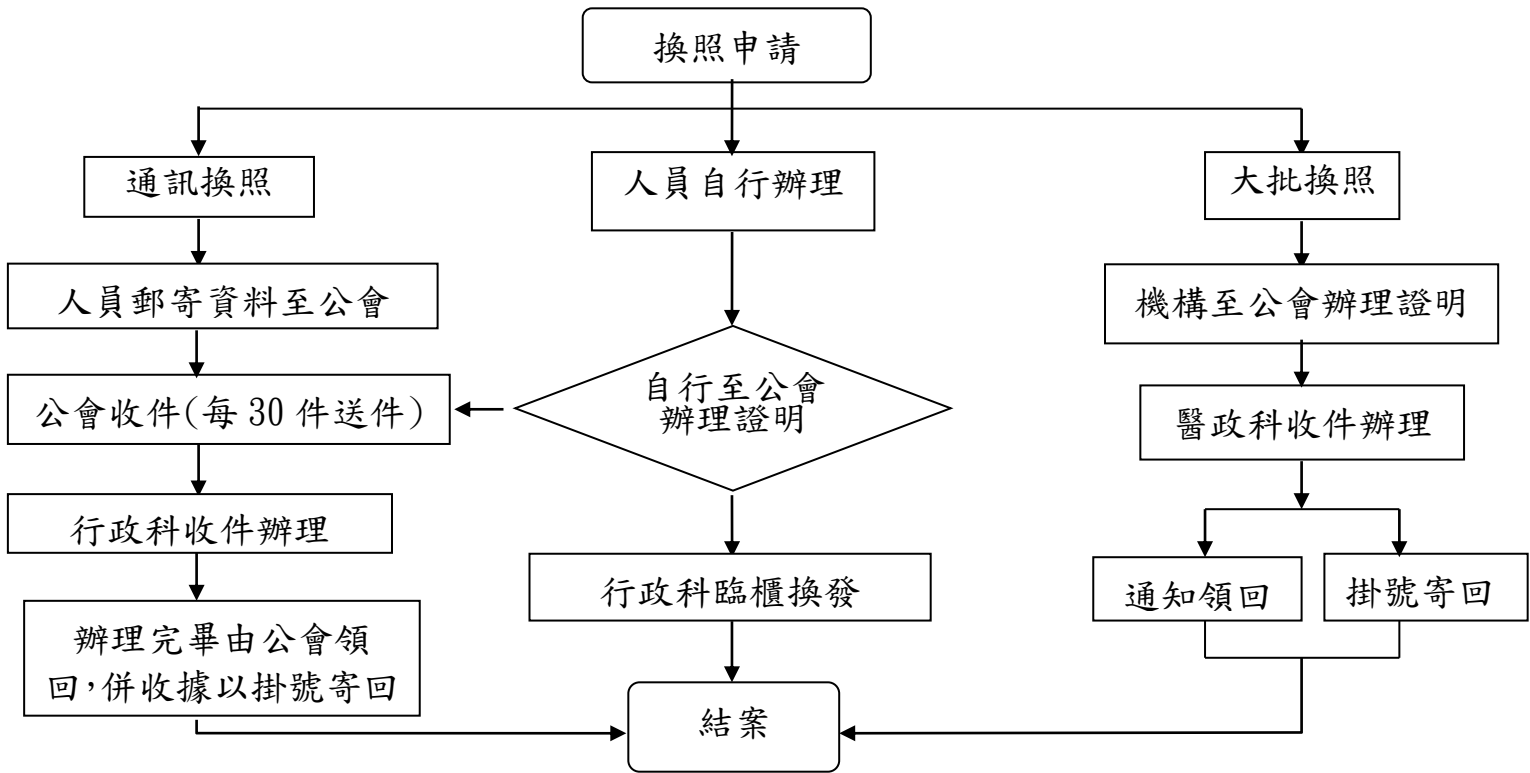 換照申請
通訊換照
人員自行辦理
大批換照
人員郵寄資料至公會
機構至公會辦理證明
公會收件(每30件送件)
自行至公會
辦理證明
醫政科收件辦理
行政科收件辦理
行政科臨櫃換發
通知領回
掛號寄回
辦理完畢由公會領
回,併收據以掛號寄回
結案